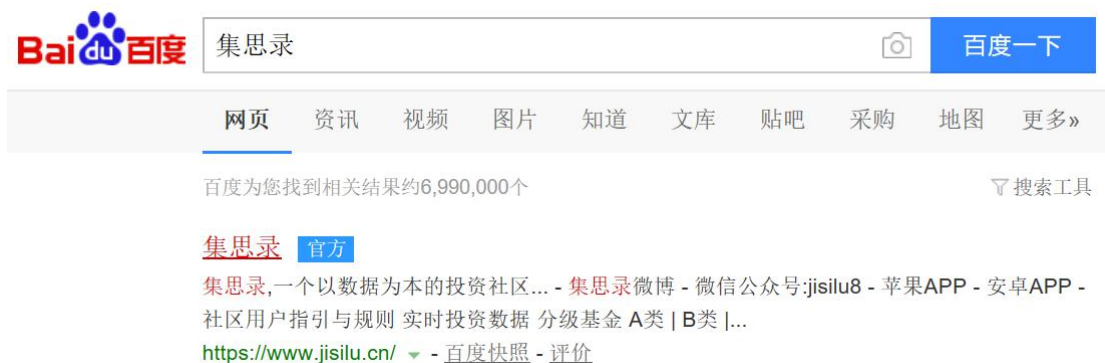 Bai du 百度
集思录
百度一下
网页 资讯 视频 图片 知道 文库 贴吧 采购 地图 更多»
百度为您找到相关结果约6,990,000个 搜索工具
集思录 官方
集思录,一个以数据为本的投资社区... - 集思录微博 - 微信公众号:jisilu8 - 苹果APP - 安卓APP -
社区用户指引与规则 实时投资数据 分级基金 A类 | B类 |...
https://www.jisilu.cn/ - 百度快照 - 评价